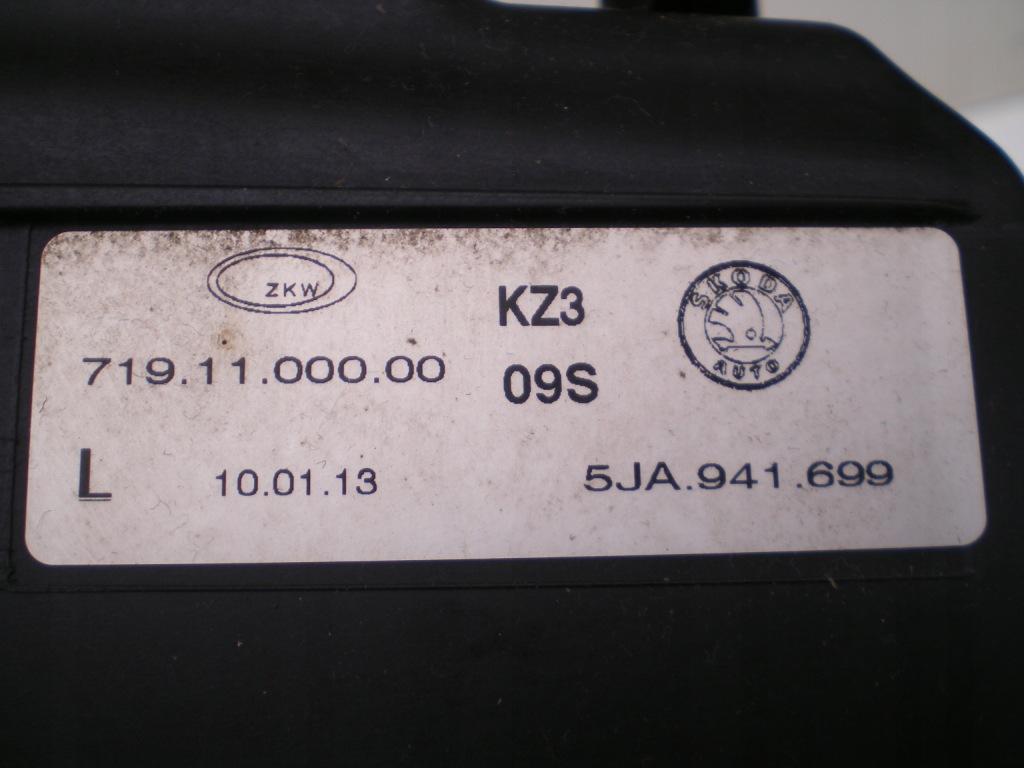 ZKW
KZ3
SKODA
AUTO
719.11.000.00
09S
L
10.01.13
5JA.941.699